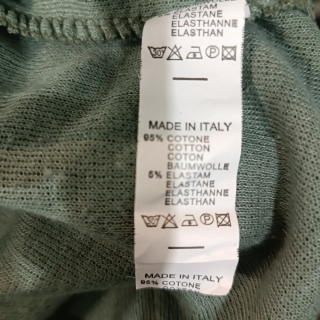 ELASTAM
ELASTANE
ELASTHANNE
ELASTHAN
MADE IN ITALY
95% COTONE
COTTON
COTON
BAUMWOLLE
5% ELASTAM
ELASTANE
ELASTHANNE
ELASTHAN
MADE IN ITALY
95% COTONE